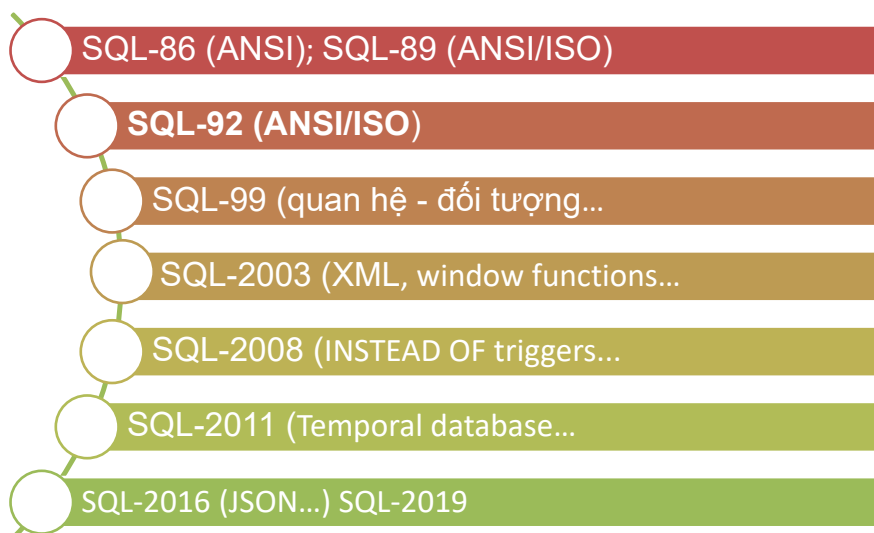 SQL-86 (ANSI); SQL-89 (ANSI/ISO)
SQL-92 (ANSI/ISO)
SQL-99 (quan hệ - đối tượng...
SQL-2003 (XML, window functions...
SQL-2008 (INSTEAD OF triggers...
SQL-2011 (Temporal database...
SQL-2016 (JSON...) SQL-2019